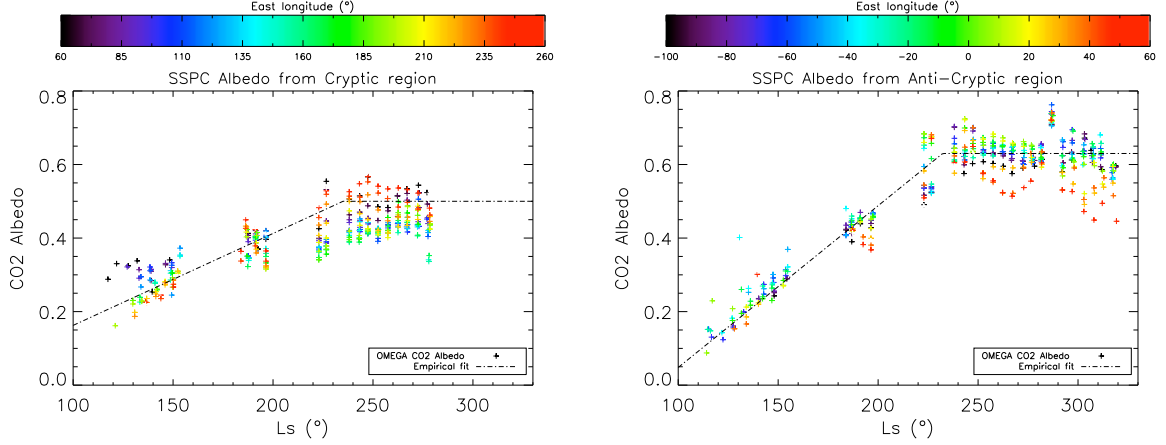 East longitude (°)
60 85 110 135 160 185 210 235 260
SSPC Albedo from Cryptic region
0.8
0.6
0.4
0.2
0.0
CO2 Albedo
OMEGA CO2 Albedo
Empirical fit
100 150 200 250 300
Ls (°)
East longitude (°)
-100 -80 -60 -40 -20 0 20 40 60
SSPC Albedo from Anti-Cryptic region
0.8
0.6
0.4
0.2
0.0
CO2 Albedo
OMEGA CO2 Albedo
Empirical fit
100 150 200 250 300
Ls (°)